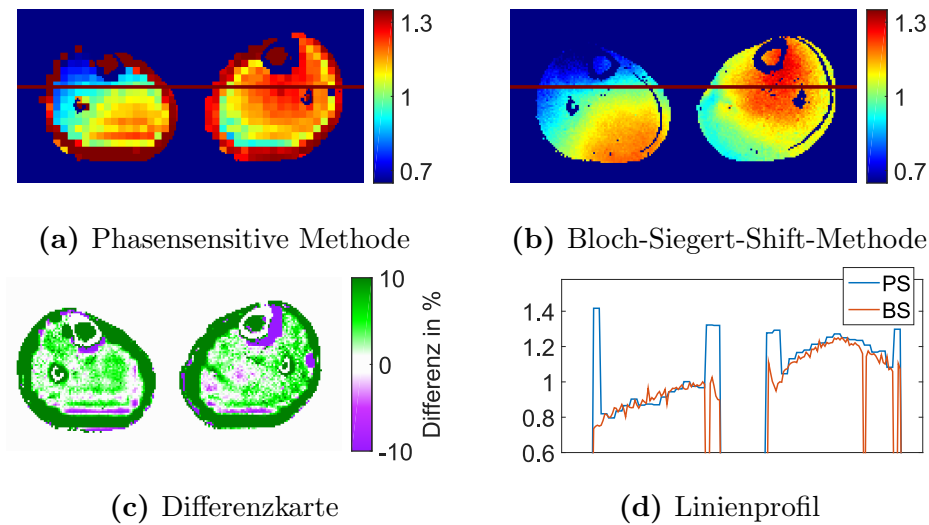 1.3
1
0.7
1.3
1
0.7
(a) Phasensensitive Methode
(b) Bloch-Siegert-Shift-Methode
10
0
-10
Differenz in %
1.4
1.2
1
0.8
0.6
PS
BS
(c) Differenzkarte
(d) Linienprofil